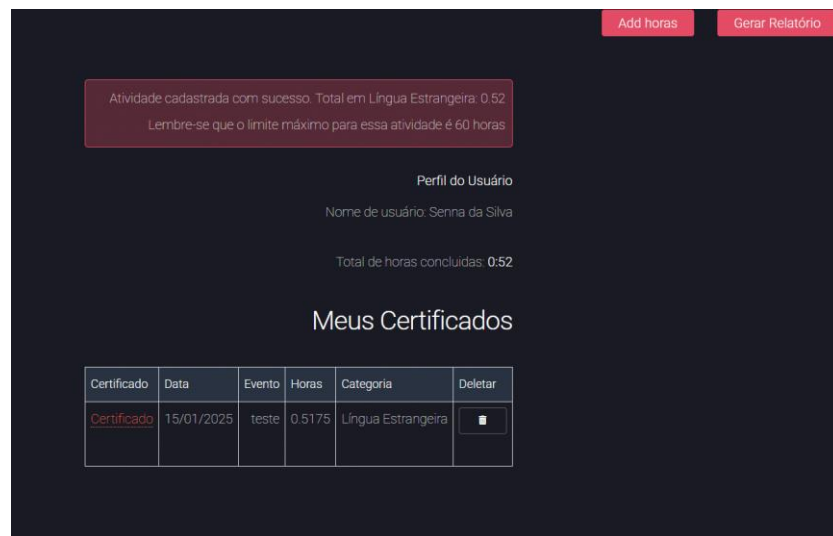 Add horas
Gerar Relatório
Atividade cadastrada com sucesso. Total em Língua Estrangeira: 0.52
Lembre-se que o limite máximo para essa atividade é 60 horas
Perfil do Usuário
Nome de usuário: Senna da Silva
Total de horas concluidas: 0:52
Meus Certificados
Certificado Data Evento Horas Categoria Deletar
Certificado 15/01/2025 teste 0.5175 Língua Estrangeira